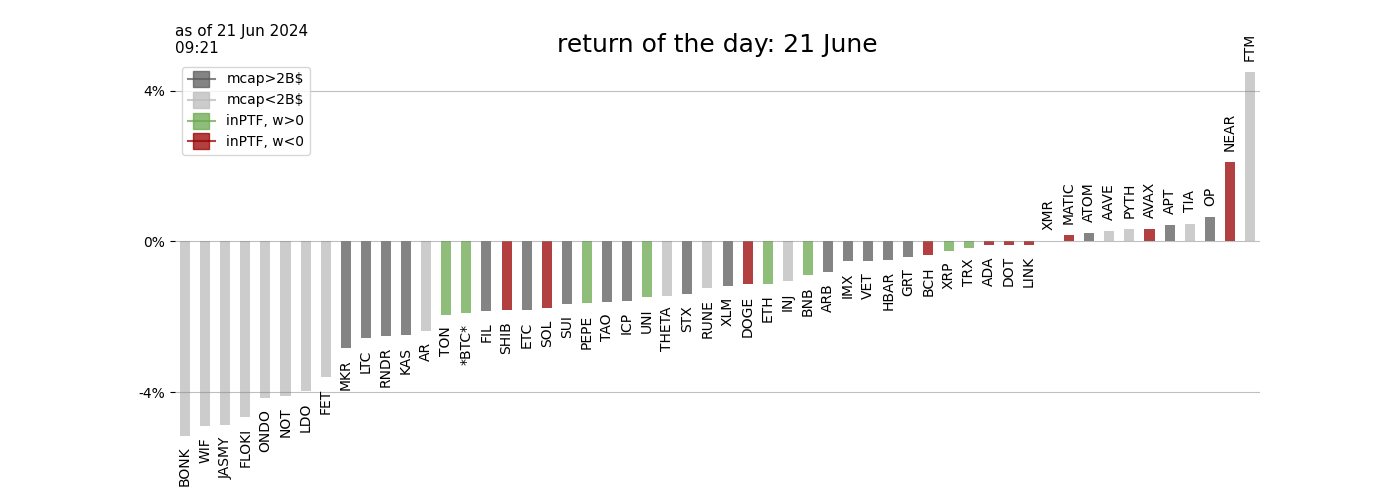 as of 21 Jun 2024
09:21
return of the day: 21 June
mcap>2B$
mcap<2B$
inPTF, w>0
inPTF, w<0
4%
0%
-4%
BONK
WIF
JASMY
FLOKI
ONDO
NOT
LDO
FET
MKR
LTC
RNDR
KAS
AR
TON
*BTC*
FIL
SHIB
ETC
SOL
SUI
PEPE
TAO
ICP
UNI
THETA
STX
RUNE
XLM
DOGE
ETH
INJ
BNB
ARB
IMX
VET
HBAR
GRT
BCH
XRP
TRX
ADA
DOT
LINK
XMR
MATIC
ATOM
AAVE
PYTH
AVAX
APT
TIA
OP
NEAR
FTM